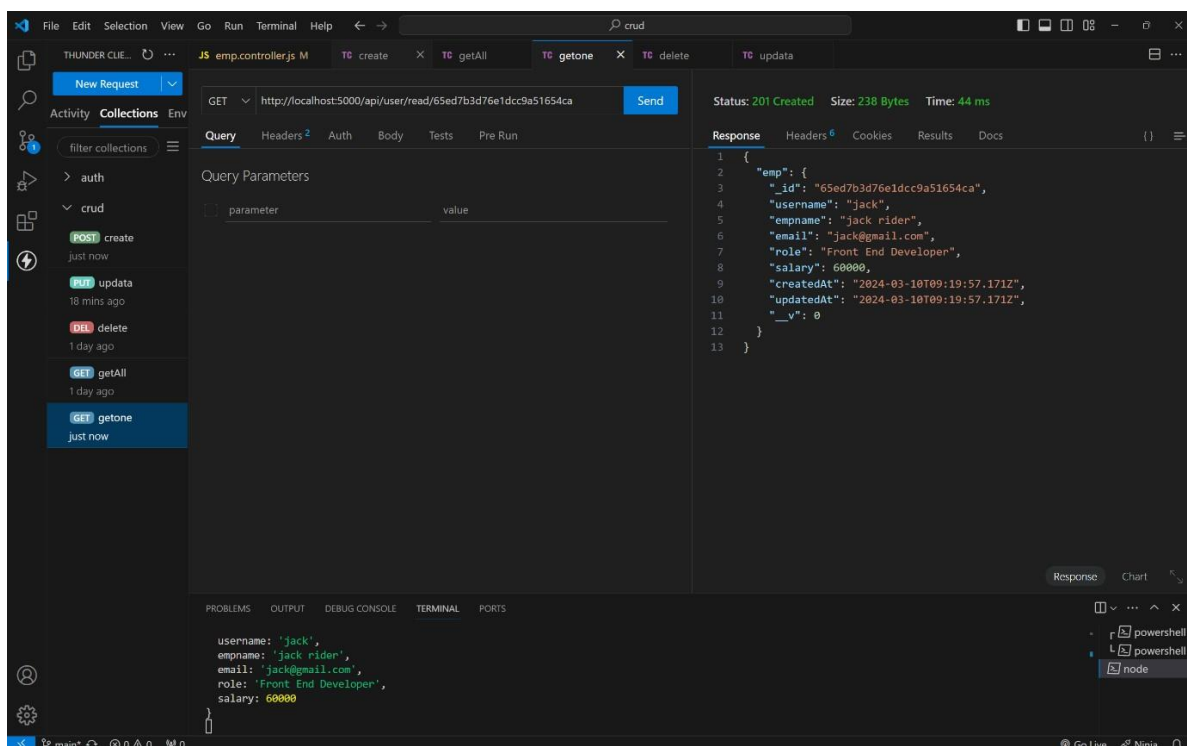 File Edit Selection View Go Run Terminal Help ← → crud
THUNDER CLIE... ···
JS emp.controller.js M TC create × TC getAll TC getone × TC delete TC updata ···
New Request
Activity Collections Env
filter collections
> auth
crud
POST create
just now
PUT updata
18 mins ago
DEL delete
1 day ago
GET getAll
1 day ago
GET getone
just now
GET http://localhost:5000/api/user/read/65ed7b3d76e1dcc9a51654ca Send
Query Headers 2 Auth Body Tests Pre Run
Query Parameters
parameter value
Status: 201 Created Size: 238 Bytes Time: 44 ms
Response Headers 6 Cookies Results Docs {}
1 {
2 "emp": {
3 "_id": "65ed7b3d76e1dcc9a51654ca",
4 "username": "jack",
5 "empname": "jack rider",
6 "email": "jack@gmail.com",
7 "role": "Front End Developer",
8 "salary": 60000,
9 "createdAt": "2024-03-10T09:19:57.171Z",
10 "updatedAt": "2024-03-10T09:19:57.171Z",
11 "__v": 0
12 }
13 }
Response Chart
PROBLEMS OUTPUT DEBUG CONSOLE TERMINAL PORTS ···
username: 'jack',
empname: 'jack rider',
email: 'jack@gmail.com',
role: 'Front End Developer',
salary: 60000
}
powershell
powershell
node
1
main* 0 0 0 Go Live Ninja